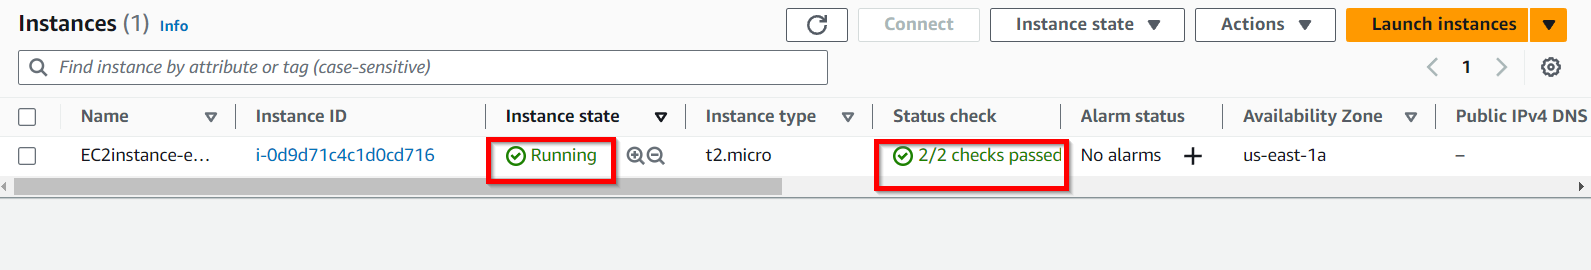 Instances (1) Info Connect Instance state Actions Launch instances
Find instance by attribute or tag (case-sensitive) 1
Name Instance ID Instance state Instance type Status check Alarm status Availability Zone Public IPv4 DNS
EC2instance-e... i-0d9d71c4c1d0cd716 Running t2.micro 2/2 checks passed No alarms + us-east-1a –